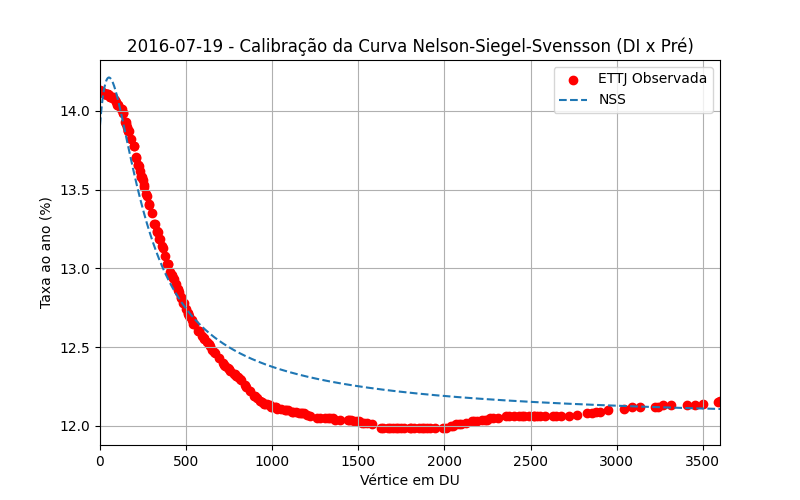 2016-07-19 - Calibração da Curva Nelson-Siegel-Svensson (DI x Pré)
ETTJ Observada
NSS
Taxa ao ano (%)
14.0
13.5
13.0
12.5
12.0
0 500 1000 1500 2000 2500 3000 3500
Vértice em DU